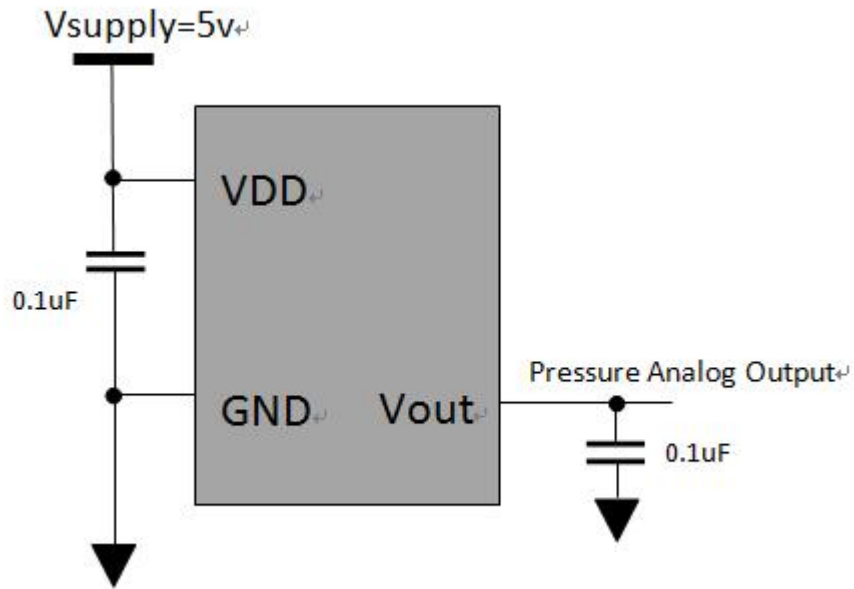 Vsupply=5v↵
VDD↵
0.1uF
Pressure Analog Output↵
GND↵ Vout↵
0.1uF